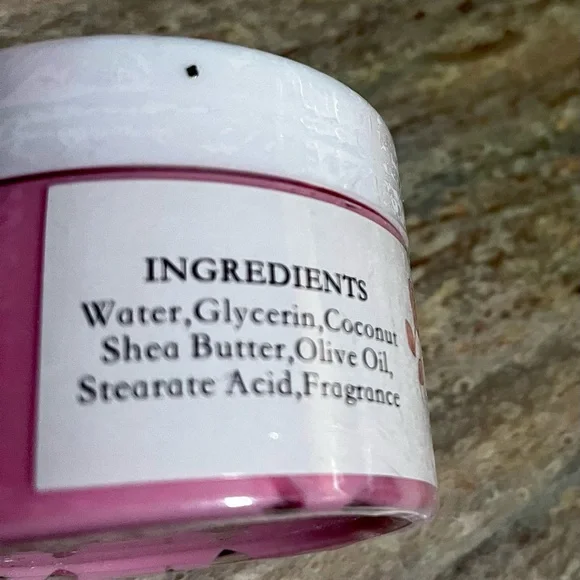 INGREDIENTS
Water,Glycerin,Coconut
Shea Butter,Olive Oil,
Stearate Acid,Fragrance